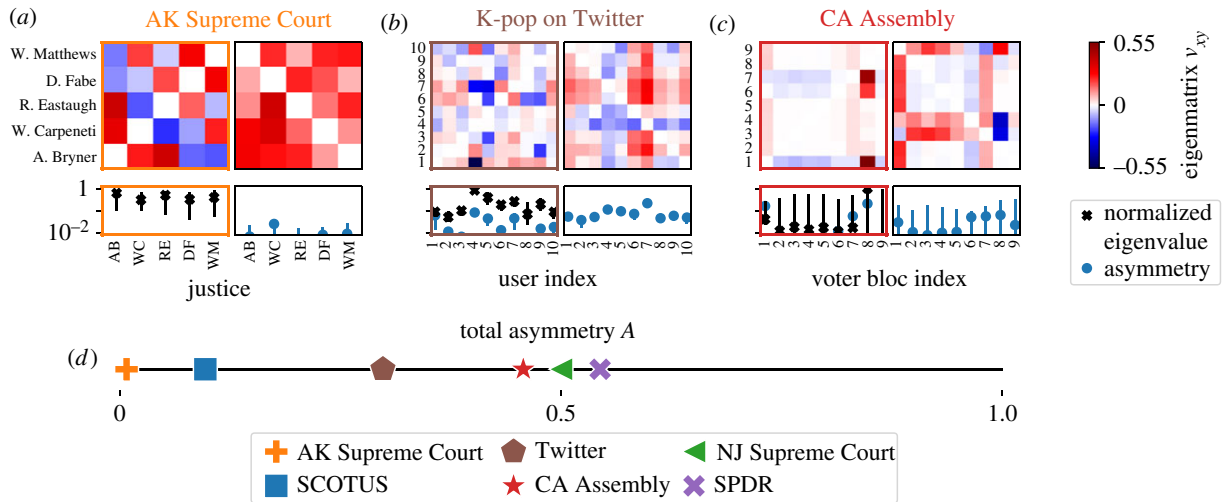 (a) AK Supreme Court
(b) K-pop on Twitter
(c) CA Assembly
W. Matthews
D. Fabe
R. Eastaugh
W. Carpeneti
A. Bryner
10
9
8
7
6
5
4
3
2
1
9
8
7
6
5
4
3
2
1
0.55
0
−0.55
eigenmatrix v_xy
1
10⁻²
AB WC RE DF WM AB WC RE DF WM
1 2 3 4 5 6 7 8 9 10 1 2 3 4 5 6 7 8 9 10
1 2 3 4 5 6 7 8 9 1 2 3 4 5 6 7 8 9
justice
user index
voter bloc index
normalized
eigenvalue
asymmetry
total asymmetry A
(d)
0 0.5 1.0
AK Supreme Court Twitter NJ Supreme Court
SCOTUS CA Assembly SPDR